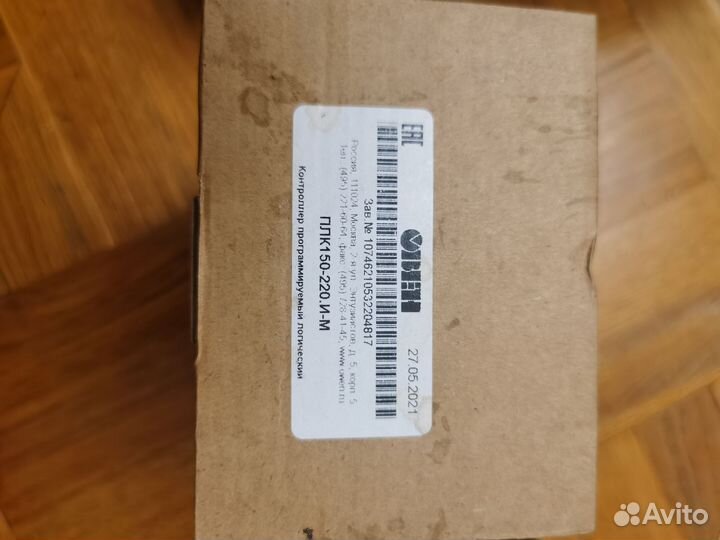 EAC
ОВЕН
27.05.2021
Зав.№ 10746210532204817
Россия, 111024, Москва, 2-я ул. Энтузиастов, д. 5, корп. 5
Тел.: (495) 221-60-64, факс: (495) 728-41-45, www.owen.ru
ПЛК150-220.И-М
Контроллер программируемый логический
Avito